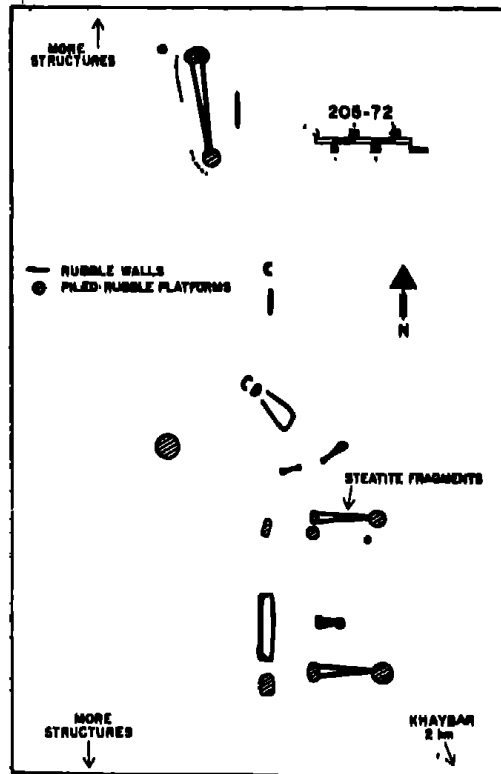 MORE
STRUCTURES
205-72
RUBBLE WALLS
PILED-RUBBLE PLATFORMS
N
STEATITE FRAGMENTS
MORE
STRUCTURES
KHAYBAR
2 km